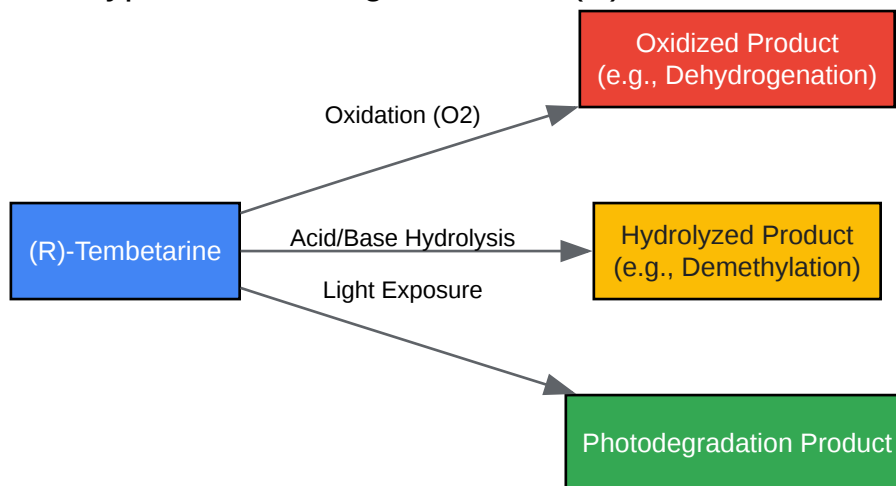 Oxidized Product
(e.g., Dehydrogenation)
Oxidation (O2)
(R)-Tembetarine
Acid/Base Hydrolysis
Hydrolyzed Product
(e.g., Demethylation)
Light Exposure
Photodegradation Product